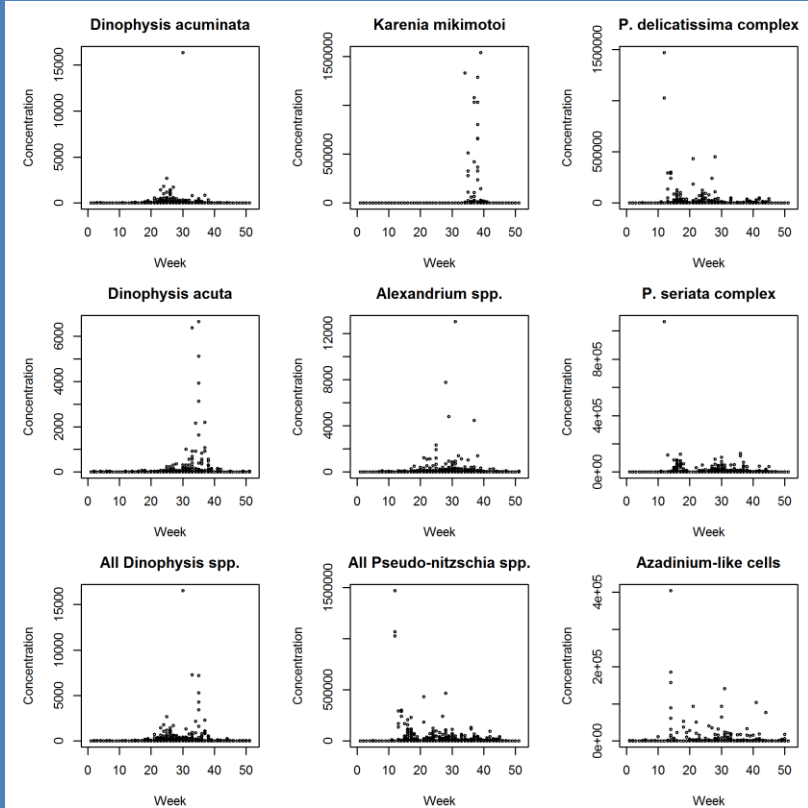 Dinophysis acuminata
Concentration
0 5000 10000 15000
0 10 20 30 40 50
Week
Karenia mikimotoi
Concentration
0 500000 1500000
0 10 20 30 40 50
Week
P. delicatissima complex
Concentration
0 500000 1500000
0 10 20 30 40 50
Week
Dinophysis acuta
Concentration
0 2000 4000 6000
0 10 20 30 40 50
Week
Alexandrium spp.
Concentration
0 4000 8000 12000
0 10 20 30 40 50
Week
P. seriata complex
Concentration
0e+00 4e+05 8e+05
0 10 20 30 40 50
Week
All Dinophysis spp.
Concentration
0 5000 10000 15000
0 10 20 30 40 50
Week
All Pseudo-nitzschia spp.
Concentration
0 500000 1500000
0 10 20 30 40 50
Week
Azadinium-like cells
Concentration
0e+00 2e+05 4e+05
0 10 20 30 40 50
Week